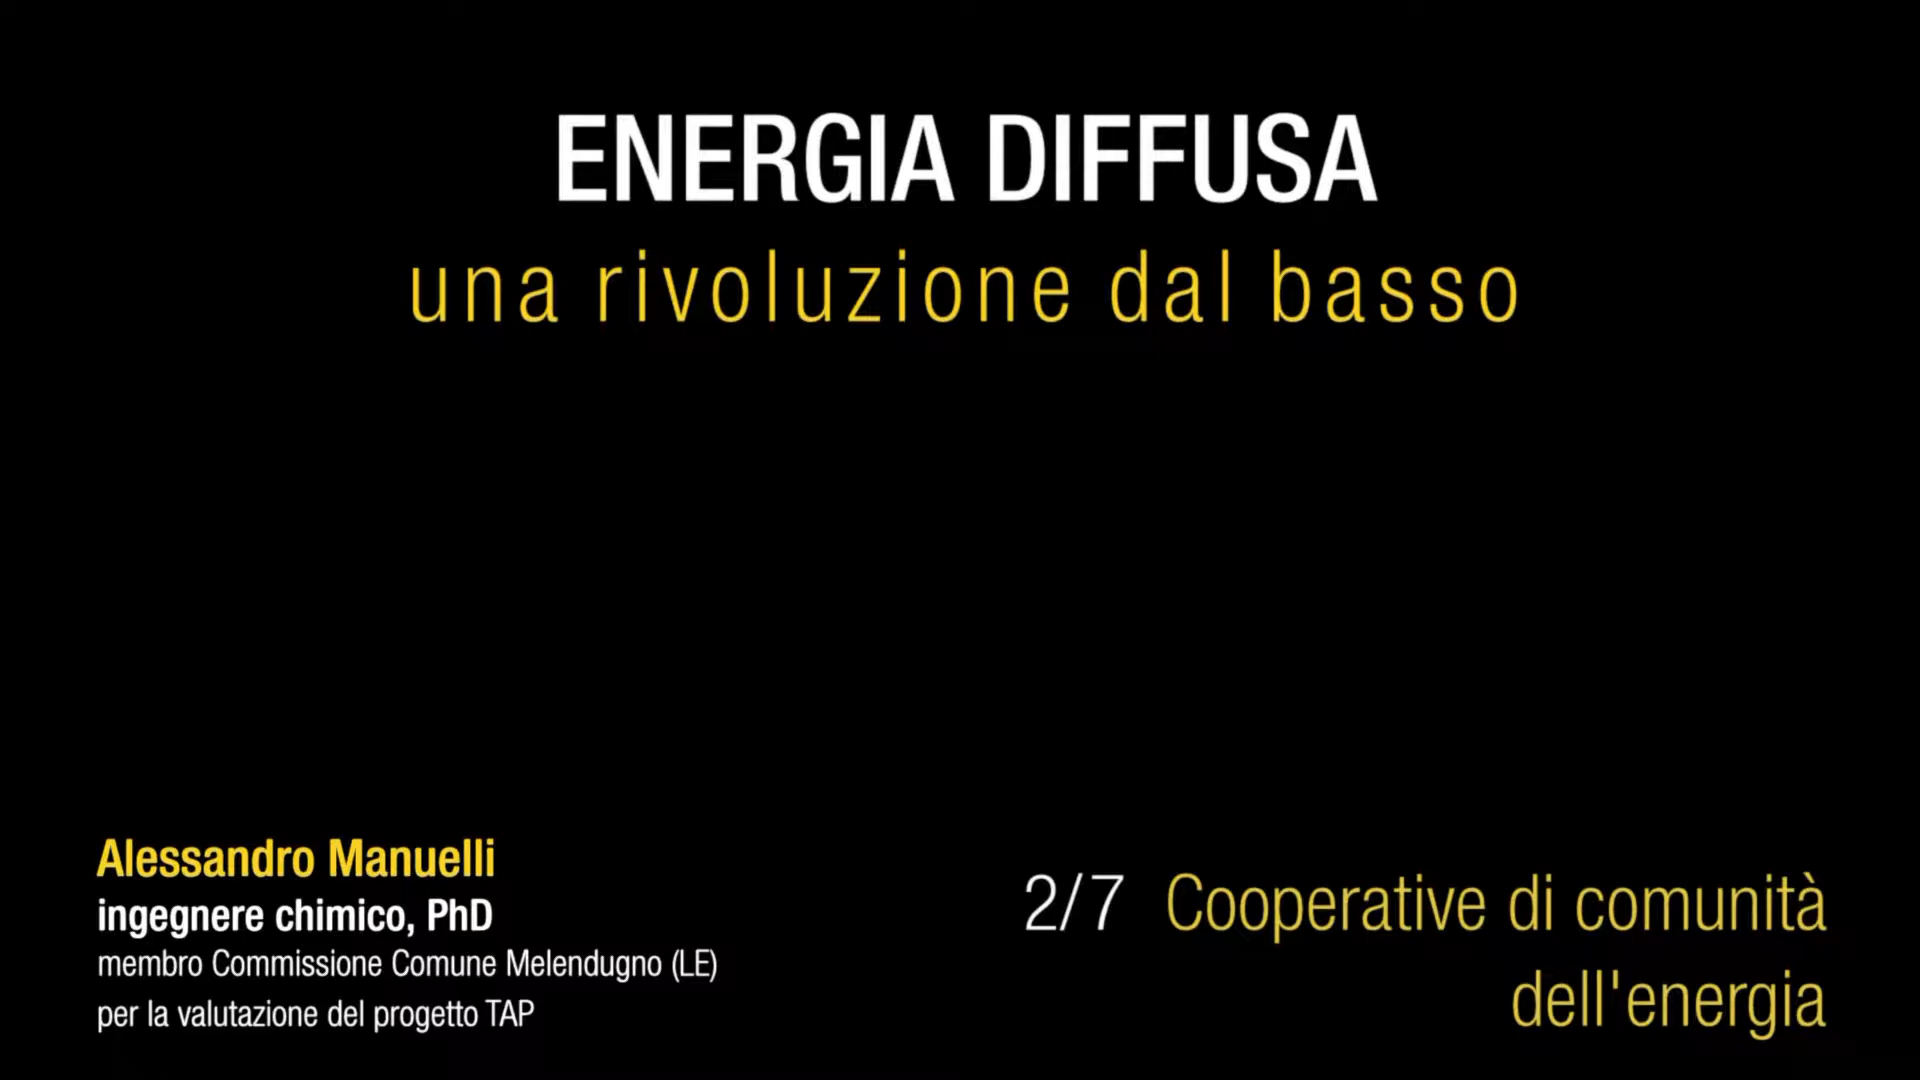 ENERGIA DIFFUSA
una rivoluzione dal basso
Alessandro Manuelli
ingegnere chimico, PhD
membro Commissione Comune Melendugno (LE)
per la valutazione del progetto TAP
2/7 Cooperative di comunità
dell'energia